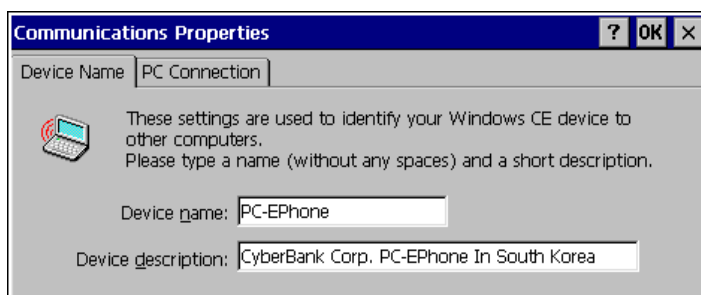 Communications Properties ? OK ×
Device Name PC Connection
These settings are used to identify your Windows CE device to
other computers.
Please type a name (without any spaces) and a short description.
Device name: PC-EPhone
Device description: CyberBank Corp. PC-EPhone In South Korea